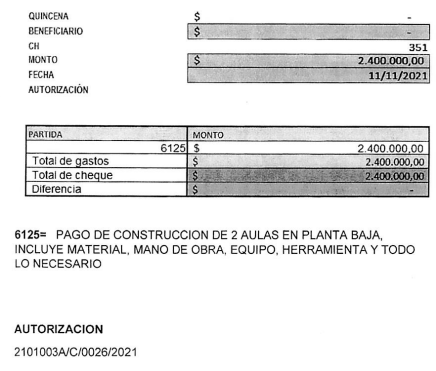 QUINCENA $ -
BENEFICIARIO $ -
CH 351
MONTO $ 2.400.000,00
FECHA 11/11/2021
AUTORIZACIÓN
PARTIDA MONTO
6125 $ 2.400.000,00
Total de gastos $ 2.400.000,00
Total de cheque $ 2.400.000,00
Diferencia $ -
6125= PAGO DE CONSTRUCCION DE 2 AULAS EN PLANTA BAJA,
INCLUYE MATERIAL, MANO DE OBRA, EQUIPO, HERRAMIENTA Y TODO
LO NECESARIO
AUTORIZACION
2101003A/C/0026/2021